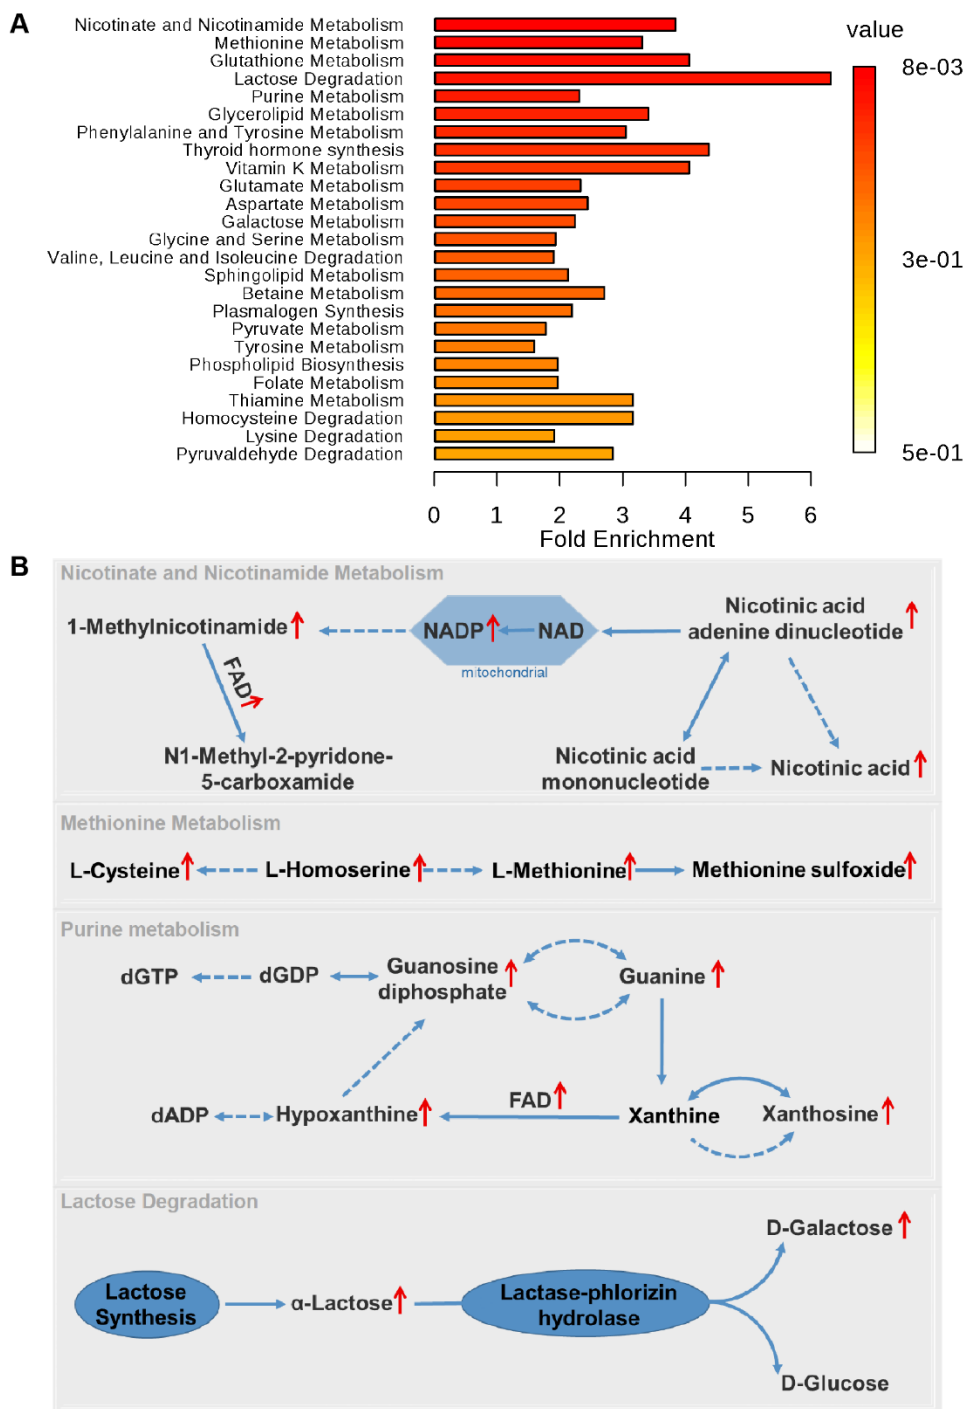 A
Nicotinate and Nicotinamide Metabolism
Methionine Metabolism
Glutathione Metabolism
Lactose Degradation
Purine Metabolism
Glycerolipid Metabolism
Phenylalanine and Tyrosine Metabolism
Thyroid hormone synthesis
Vitamin K Metabolism
Glutamate Metabolism
Aspartate Metabolism
Galactose Metabolism
Glycine and Serine Metabolism
Valine, Leucine and Isoleucine Degradation
Sphingolipid Metabolism
Betaine Metabolism
Plasmalogen Synthesis
Pyruvate Metabolism
Tyrosine Metabolism
Phospholipid Biosynthesis
Folate Metabolism
Thiamine Metabolism
Homocysteine Degradation
Lysine Degradation
Pyruvaldehyde Degradation
0 1 2 3 4 5 6
Fold Enrichment
value
8e-03
3e-01
5e-01
B
Nicotinate and Nicotinamide Metabolism
1-Methylnicotinamide
NADP
NAD
mitochondrial
Nicotinic acid
adenine dinucleotide
FAD
N1-Methyl-2-pyridone-
5-carboxamide
Nicotinic acid
mononucleotide
Nicotinic acid
Methionine Metabolism
L-Cysteine
L-Homoserine
L-Methionine
Methionine sulfoxide
Purine metabolism
dGTP
dGDP
Guanosine
diphosphate
Guanine
dADP
Hypoxanthine
FAD
Xanthine
Xanthosine
Lactose Degradation
Lactose
Synthesis
α-Lactose
Lactase-phlorizin
hydrolase
D-Galactose
D-Glucose